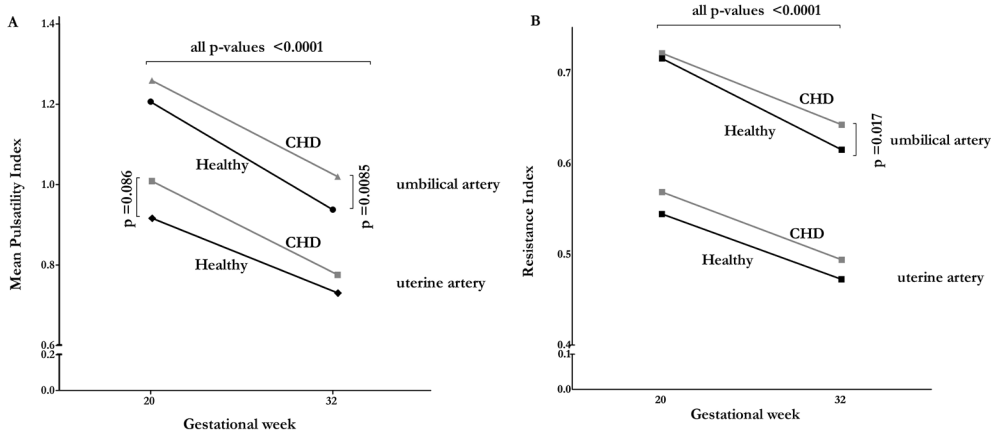 A
all p-values <0.0001
Mean Pulsatility Index
1.4
1.2
1.0
0.8
0.6
0.2
0.0
CHD
Healthy
p =0.086
p =0.0085
umbilical artery
CHD
Healthy
uterine artery
20
32
Gestational week
B
all p-values <0.0001
Resistance Index
0.7
0.6
0.5
0.4
0.1
0.0
CHD
Healthy
p =0.017
umbilical artery
CHD
Healthy
uterine artery
20
32
Gestational week